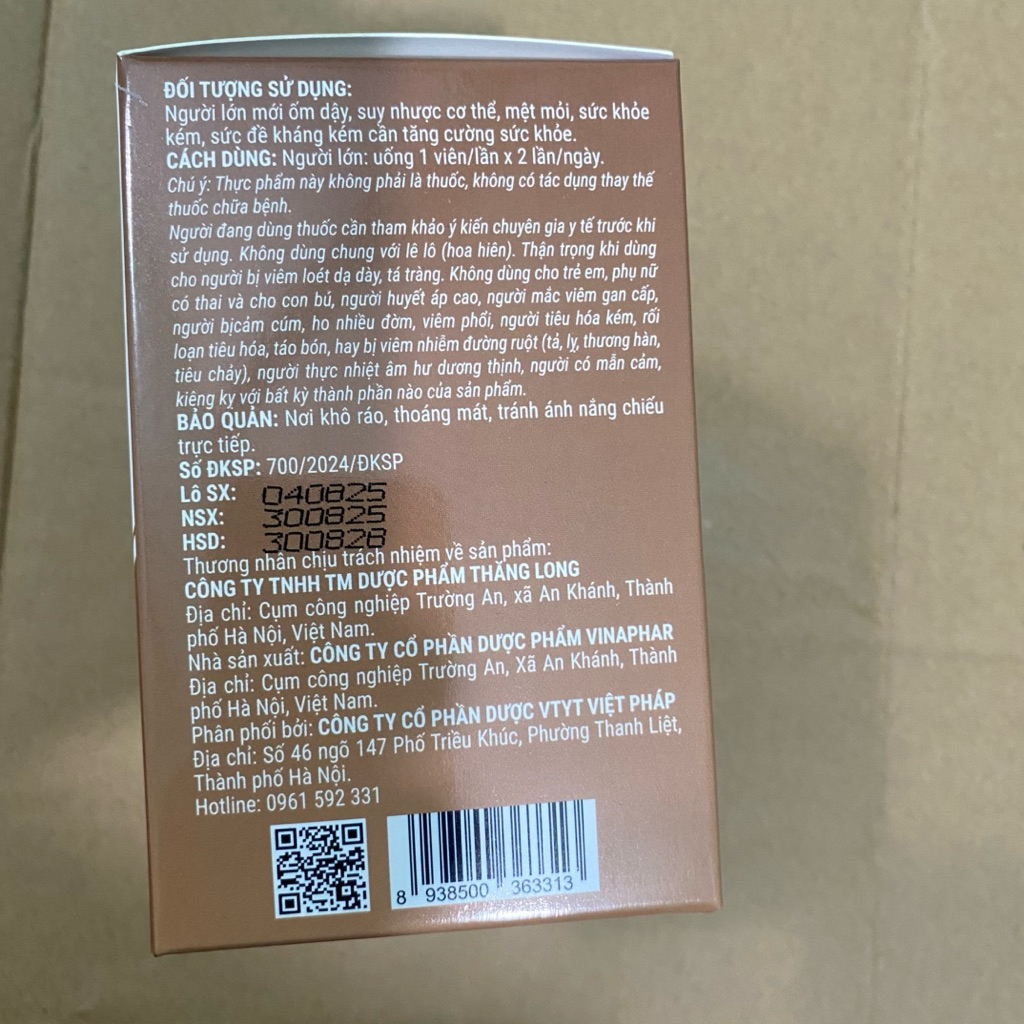 ĐỐI TƯỢNG SỬ DỤNG:
Người lớn mới ốm dậy, suy nhược cơ thể, mệt mỏi, sức khỏe
kém, sức đề kháng kém cần tăng cường sức khỏe.
CÁCH DÙNG: Người lớn: uống 1 viên/lần x 2 lần/ngày.
Chú ý: Thực phẩm này không phải là thuốc, không có tác dụng thay thế
thuốc chữa bệnh.
Người đang dùng thuốc cần tham khảo ý kiến chuyên gia y tế trước khi
sử dụng. Không dùng chung với lê lô (hoa hiên). Thận trọng khi dùng
cho người bị viêm loét dạ dày, tá tràng. Không dùng cho trẻ em, phụ nữ
có thai và cho con bú, người huyết áp cao, người mắc viêm gan cấp,
người bịcảm cúm, ho nhiều đờm, viêm phổi, người tiêu hóa kém, rối
loạn tiêu hóa, táo bón, hay bị viêm nhiễm đường ruột (tả, lỵ, thương hàn,
tiêu chảy), người thực nhiệt âm hư dương thịnh, người có mẫn cảm,
kiêng kỵ với bất kỳ thành phần nào của sản phẩm.
BẢO QUẢN: Nơi khô ráo, thoáng mát, tránh ánh nắng chiếu
trực tiếp.
Số ĐKSP: 700/2024/ĐKSP
Lô SX: 040825
NSX: 300825
HSD: 300828
Thương nhân chịu trách nhiệm về sản phẩm:
CÔNG TY TNHH TM DƯỢC PHẨM THĂNG LONG
Địa chỉ: Cụm công nghiệp Trường An, xã An Khánh, Thành
phố Hà Nội, Việt Nam.
Nhà sản xuất: CÔNG TY CỔ PHẦN DƯỢC PHẨM VINAPHAR
Địa chỉ: Cụm công nghiệp Trường An, Xã An Khánh, Thành
phố Hà Nội, Việt Nam.
Phân phối bởi: CÔNG TY CỔ PHẦN DƯỢC VTYT VIỆT PHÁP
Địa chỉ: Số 46 ngõ 147 Phố Triều Khúc, Phường Thanh Liệt,
Thành phố Hà Nội.
Hotline: 0961 592 331
8 938500 363313